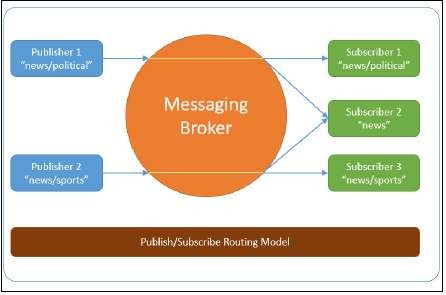 Publisher 1
"news/political"
Messaging
Broker
Subscriber 1
"news/political"
Subscriber 2
"news"
Publisher 2
"news/sports"
Subscriber 3
"news/sports"
Publish/Subscribe Routing Model